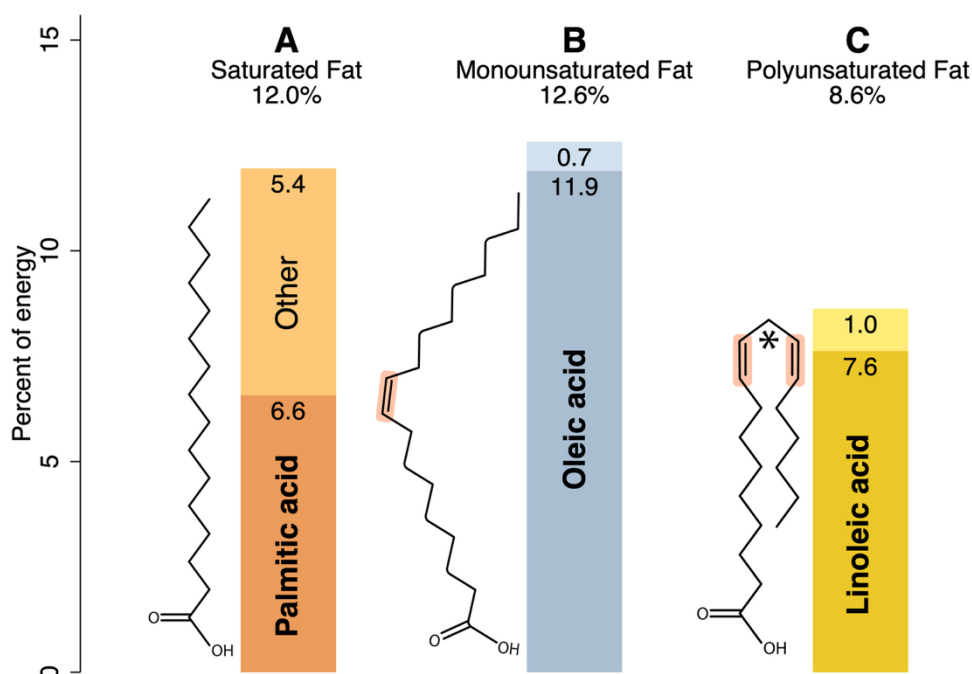 A
Saturated Fat
12.0%
B
Monounsaturated Fat
12.6%
C
Polyunsaturated Fat
8.6%
Percent of energy
15
10
5
0
5.4
Other
6.6
Palmitic acid
O
OH
0.7
11.9
Oleic acid
O
OH
*
1.0
7.6
Linoleic acid
O
OH